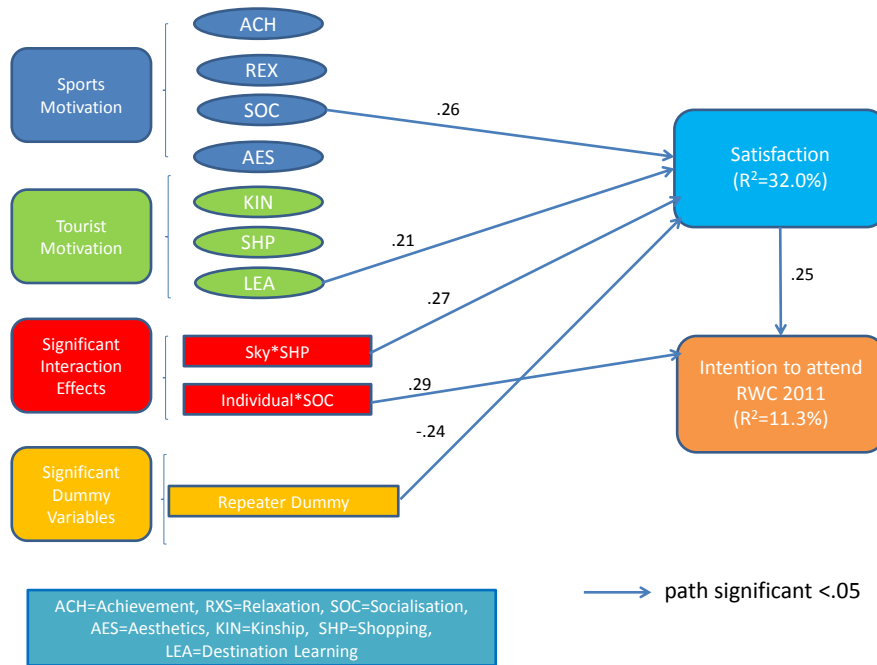 Sports
Motivation
ACH
REX
SOC
AES
.26
Satisfaction
(R²=32.0%)
Tourist
Motivation
KIN
SHP
LEA
.21
.27
.25
Significant
Interaction
Effects
Sky*SHP
Individual*SOC
.29
-.24
Intention to attend
RWC 2011
(R²=11.3%)
Significant
Dummy
Variables
Repeater Dummy
path significant <.05
ACH=Achievement, RXS=Relaxation, SOC=Socialisation,
AES=Aesthetics, KIN=Kinship, SHP=Shopping,
LEA=Destination Learning